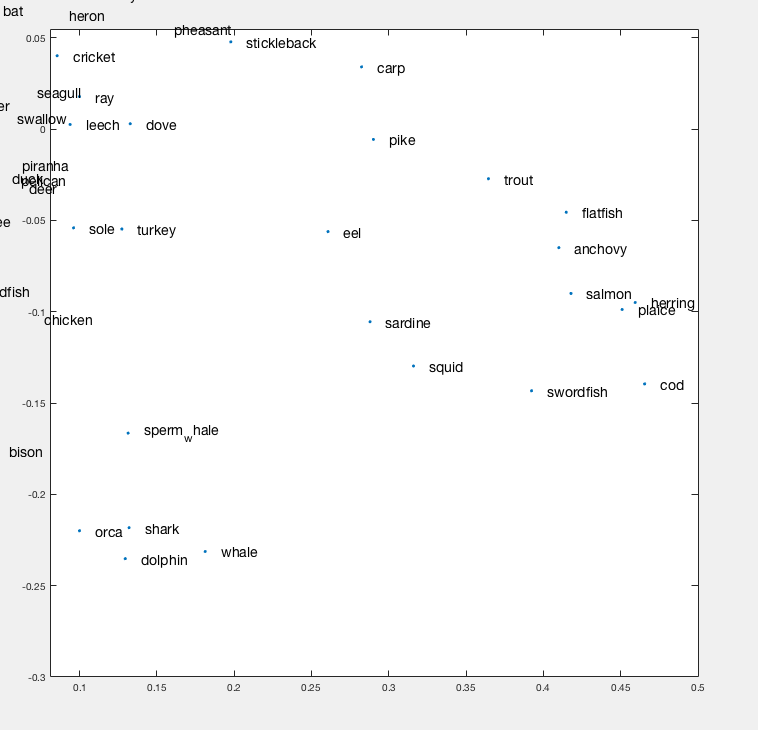 bat
heron
pheasant
stickleback
0.05
cricket
carp
seagull
ray
er
swallow
leech
dove
0
pike
piranha
duck
pelican
deer
trout
flatfish
ee
sole
turkey
eel
-0.05
anchovy
dfish
salmon
herring
plaice
-0.1
chicken
sardine
squid
swordfish
cod
-0.15
sperm_whale
bison
-0.2
orca
shark
dolphin
whale
-0.25
-0.3
0.1 0.15 0.2 0.25 0.3 0.35 0.4 0.45 0.5